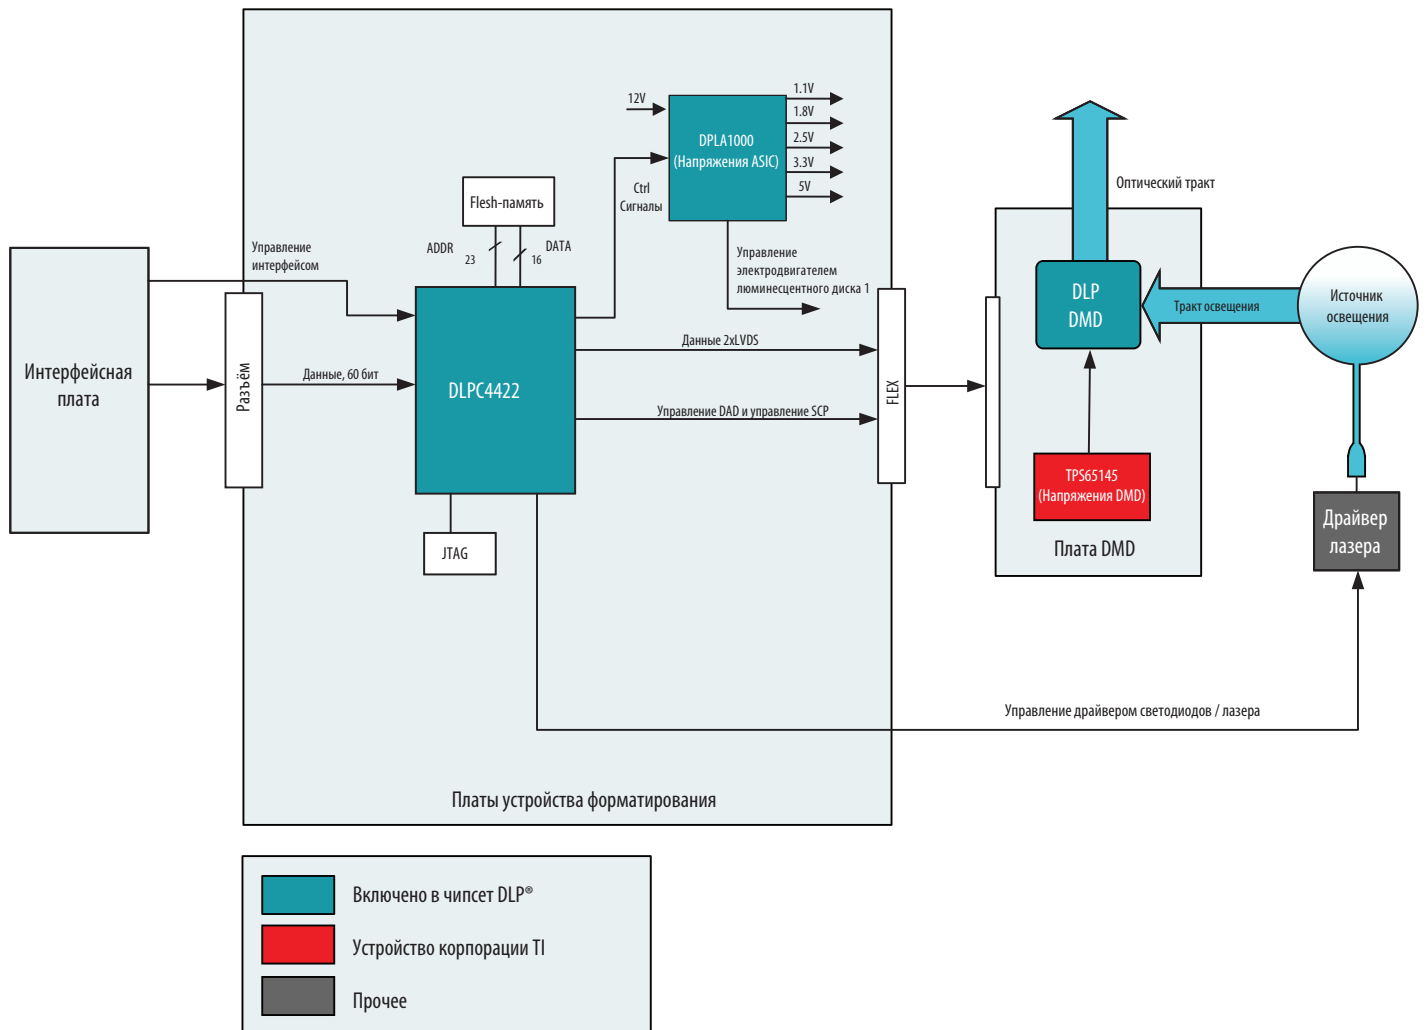 12V
DPLA1000
(Напряжения ASIC)
1.1V
1.8V
2.5V
3.3V
5V
Ctrl
Сигналы
Flesh-память
ADDR
23
DATA
16
Управление
интерфейсом
Управление
электродвигателем
люминесцентного диска 1
Интерфейсная
плата
Разъём
Данные, 60 бит
DLPC4422
Данные 2xLVDS
Управление DAD и управление SCP
FLEX
JTAG
Оптический тракт
DLP
DMD
Тракт освещения
Источник
освещения
TPS65145
(Напряжения DMD)
Плата DMD
Драйвер
лазера
Управление драйвером светодиодов / лазера
Платы устройства форматирования
Включено в чипсет DLP®
Устройство корпорации TI
Прочее